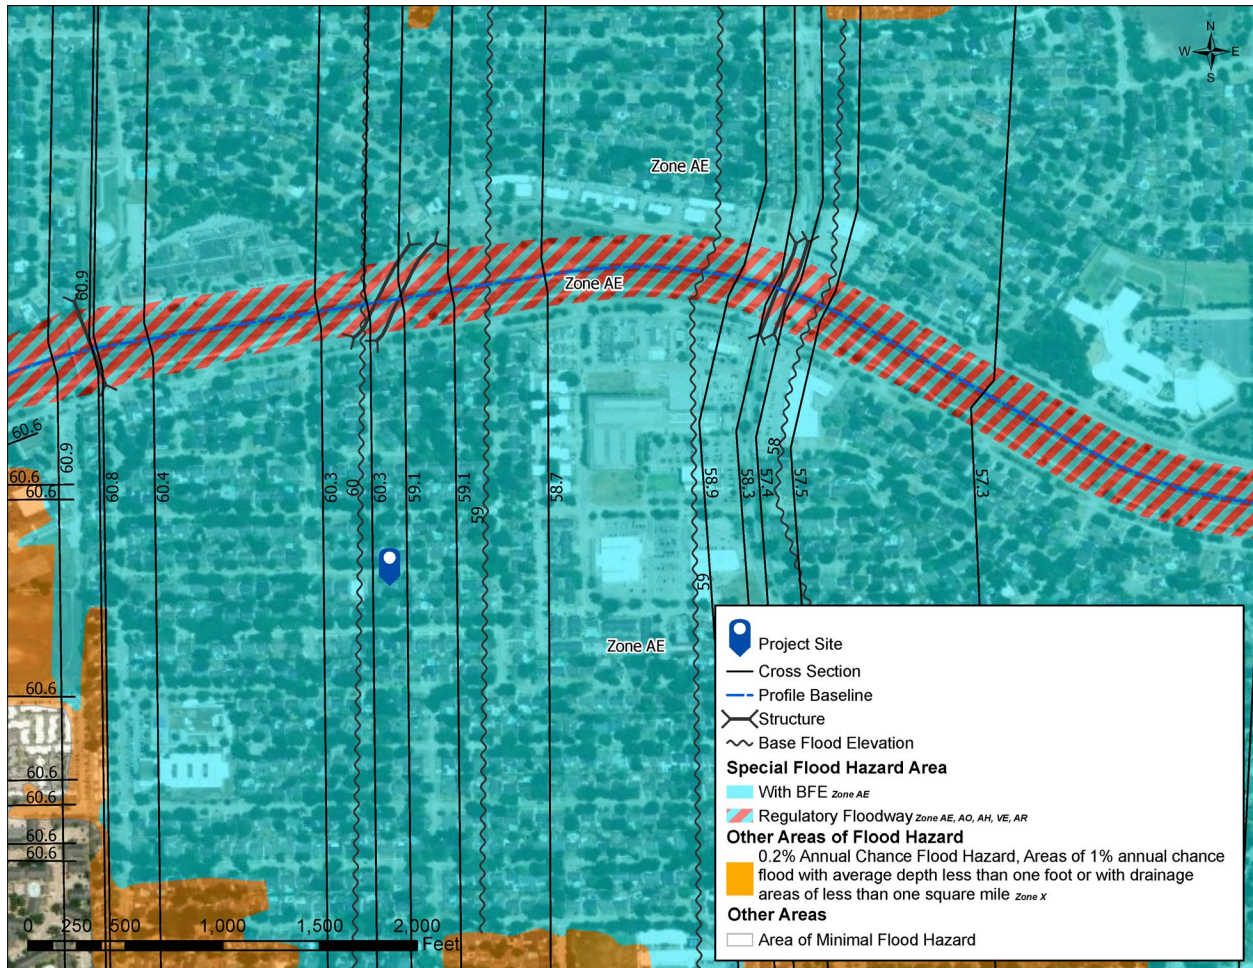 N
W E
S
Zone AE
Zone AE
60.9
60.6
60.9
60.8
60.4
60.3
60
60.3
59.1
59.1
59
58.7
58.9
58.3
57.4
58
57.5
57.3
60.6
60.6
59
Zone AE
60.6
60.6
60.6
60.6
60.6
0 250 500 1,000 1,500 2,000
Feet
Project Site
Cross Section
Profile Baseline
Structure
Base Flood Elevation
Special Flood Hazard Area
With BFE Zone AE
Regulatory Floodway Zone AE, AO, AH, VE, AR
Other Areas of Flood Hazard
0.2% Annual Chance Flood Hazard, Areas of 1% annual chance
flood with average depth less than one foot or with drainage
areas of less than one square mile Zone X
Other Areas
Area of Minimal Flood Hazard